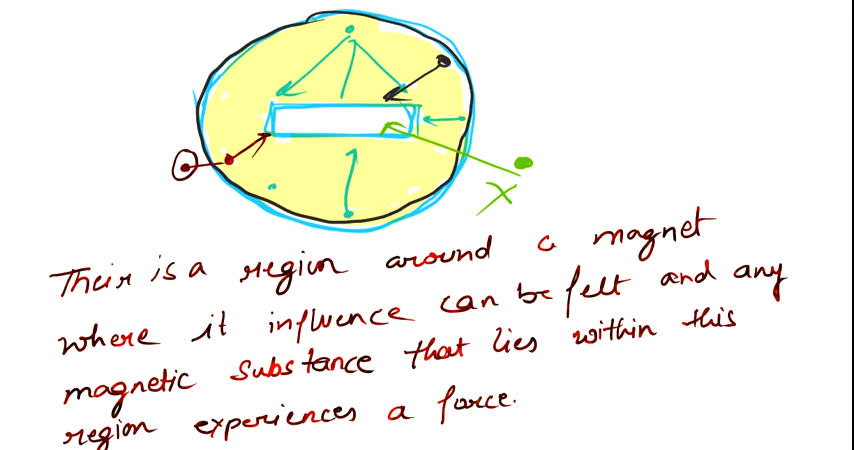 X
Their is a region around a magnet
where it influence can be felt and any
magnetic substance that lies within this
region experiences a force.